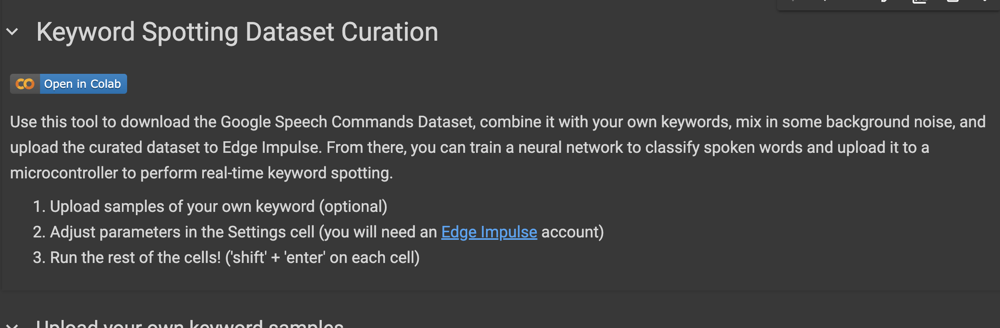 Keyword Spotting Dataset Curation
Open in Colab
Use this tool to download the Google Speech Commands Dataset, combine it with your own keywords, mix in some background noise, and
upload the curated dataset to Edge Impulse. From there, you can train a neural network to classify spoken words and upload it to a
microcontroller to perform real-time keyword spotting.
1. Upload samples of your own keyword (optional)
2. Adjust parameters in the Settings cell (you will need an Edge Impulse account)
3. Run the rest of the cells! ('shift' + 'enter' on each cell)
Upload your own keyword samples